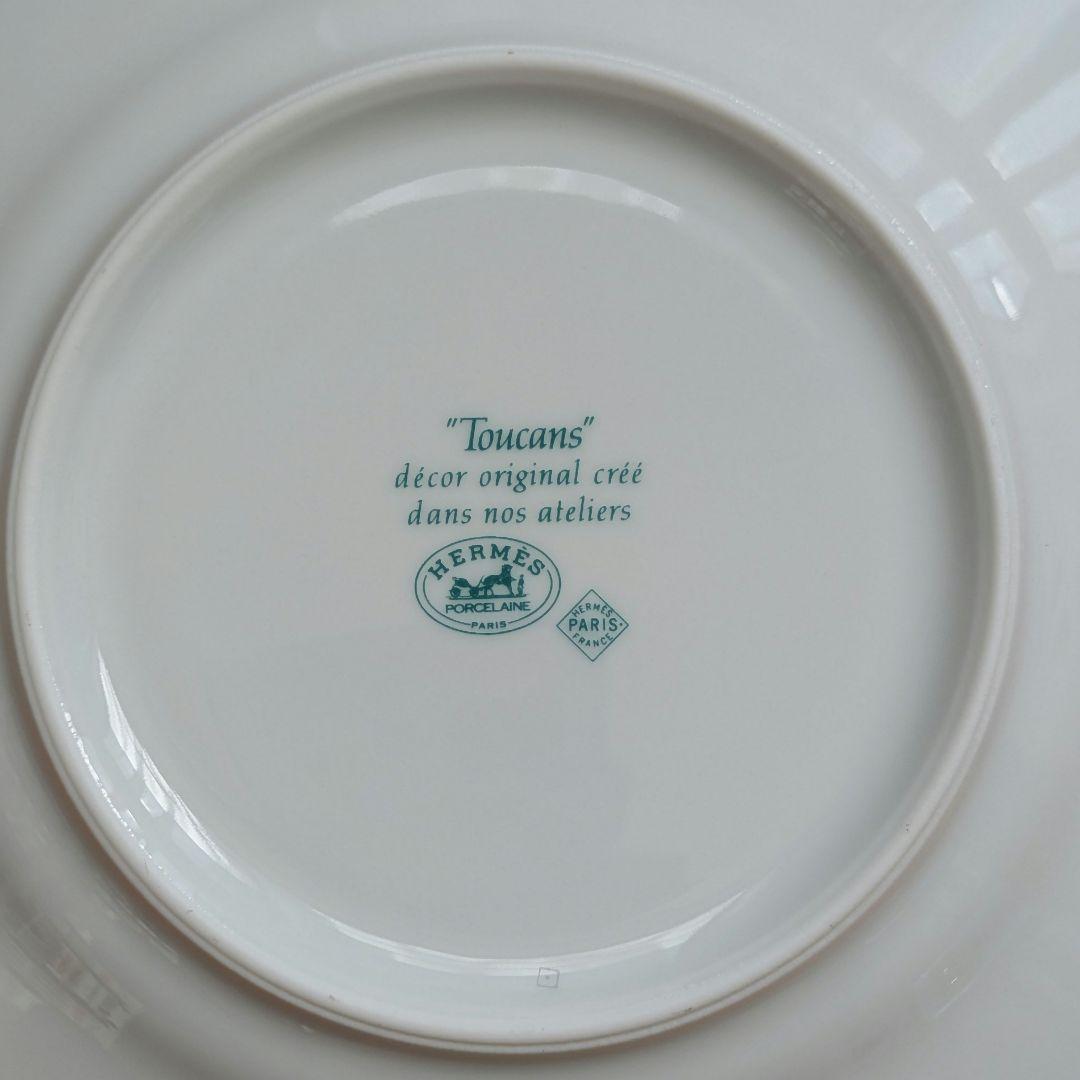 "Toucans"
décor original créé
dans nos ateliers
HERMÈS
PORCELAINE
PARIS
HERMÈS
PARIS
FRANCE